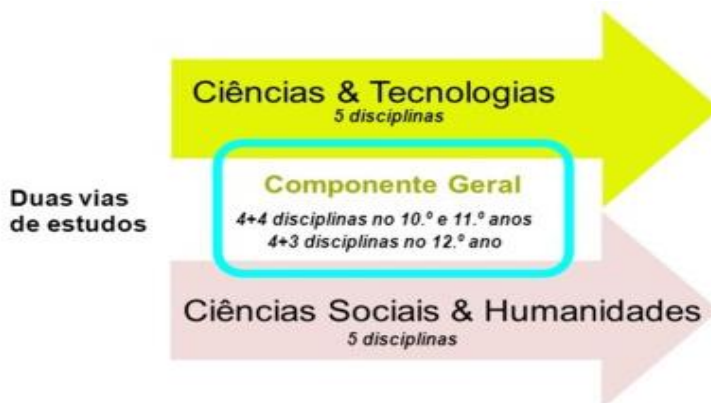 Ciências & Tecnologias
5 disciplinas
Duas vias
de estudos
Componente Geral
4+4 disciplinas no 10.º e 11.º anos
4+3 disciplinas no 12.º ano
Ciências Sociais & Humanidades
5 disciplinas